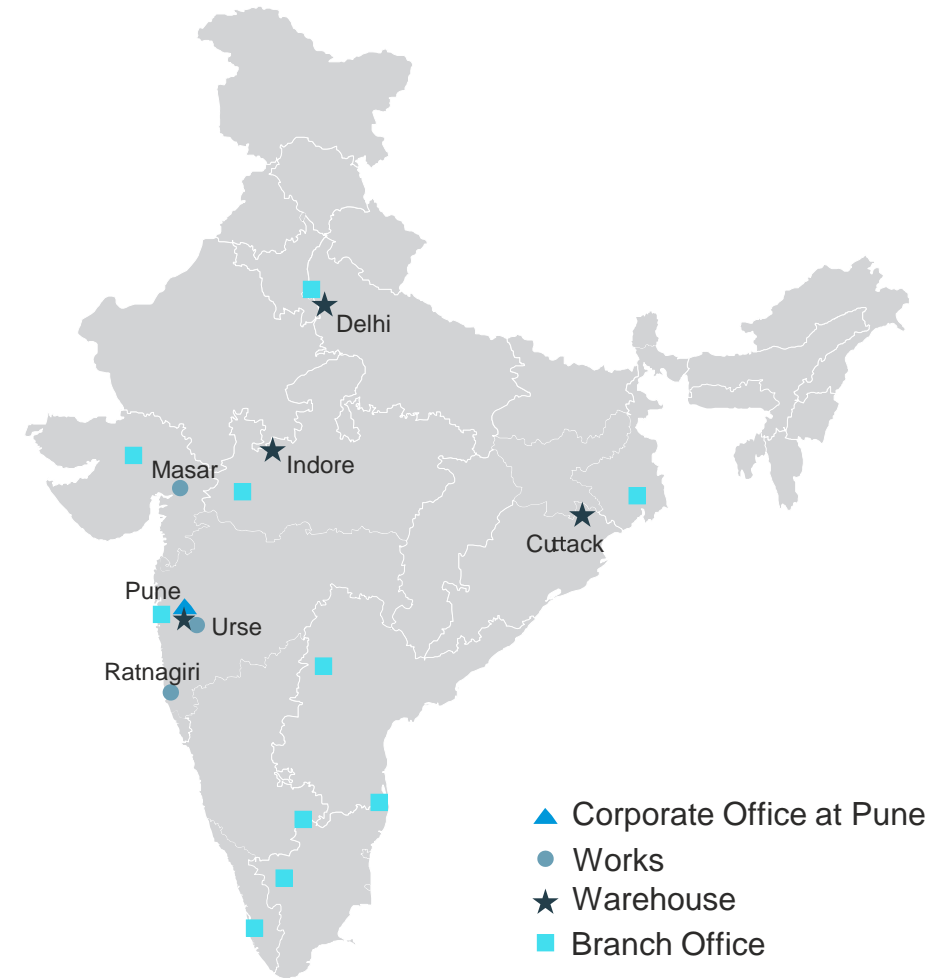 Delhi
Indore
Masar
Cuttack
Pune
Urse
Ratnagiri
Corporate Office at Pune
Works
Warehouse
Branch Office